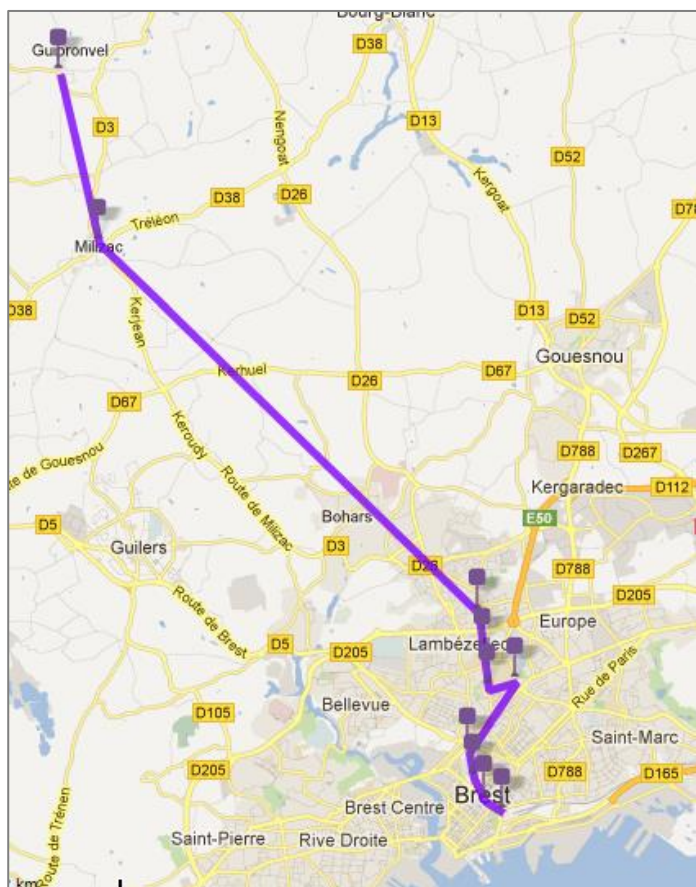 Bourg-Blanc
Guipronvel
D38
D3
D13
Nengoat
D52
Kergoat
D38
D26
D78
Tréléon
Milizac
D38
Kerjean
D13
D52
Gouesnou
Kerhuel
D67
D26
D67
Keroudy
D788
D267
te de Gouesnou
Route de Milizac
Kergaradec
D112
E50
D5
Bohars
Guilers
D3
D26
D788
Route de Brest
D205
Europe
D5
D205
Lambézellec
Rue de Paris
Bellevue
D105
Saint-Marc
D205
D788
D165
Brest
Brest Centre
Route de Trénen
Saint-Pierre
Rive Droite
km